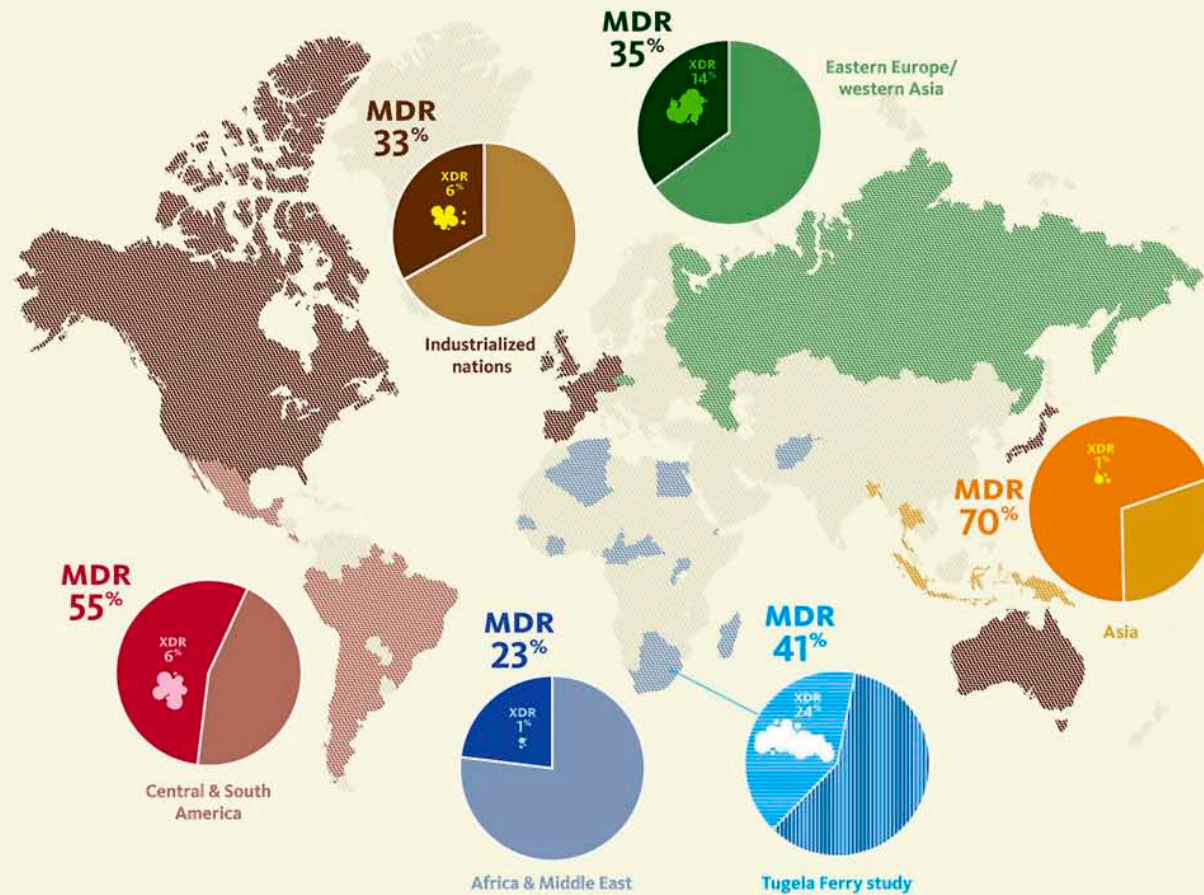 MDR
35%
XDR
14%
Eastern Europe/
western Asia
MDR
33%
XDR
6%
Industrialized
nations
MDR
70%
XDR
1%
Asia
MDR
55%
XDR
6%
Central & South
America
MDR
23%
XDR
1%
Africa & Middle East
MDR
41%
XDR
24%
Tugela Ferry study